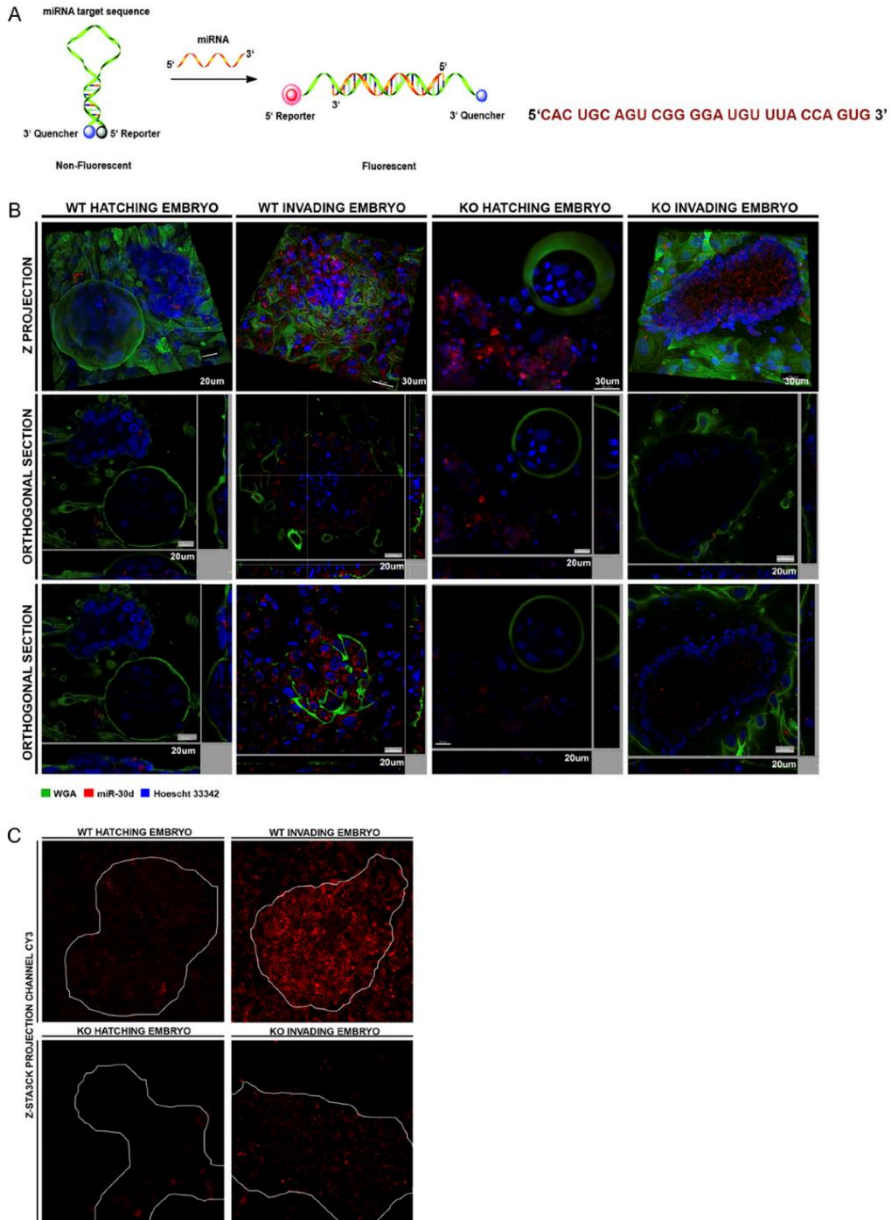 A
miRNA target sequence
miRNA
5' 3'
5'
3'
3' Quencher 5' Reporter
5' Reporter
3' Quencher
5'CAC UGC AGU CGG GGA UGU UUA CCA GUG 3'
Non-Fluorescent
Fluorescent
B
WT HATCHING EMBRYO
WT INVADING EMBRYO
KO HATCHING EMBRYO
KO INVADING EMBRYO
Z PROJECTION
20um
30um
30um
30um
ORTHOGONAL SECTION
20um
20um
20um
20um
ORTHOGONAL SECTION
20um
20um
20um
20um
WGA miR-30d Hoescht 33342
C
WT HATCHING EMBRYO
WT INVADING EMBRYO
Z-STA3CK PROJECTION CHANNEL CY3
KO HATCHING EMBRYO
KO INVADING EMBRYO